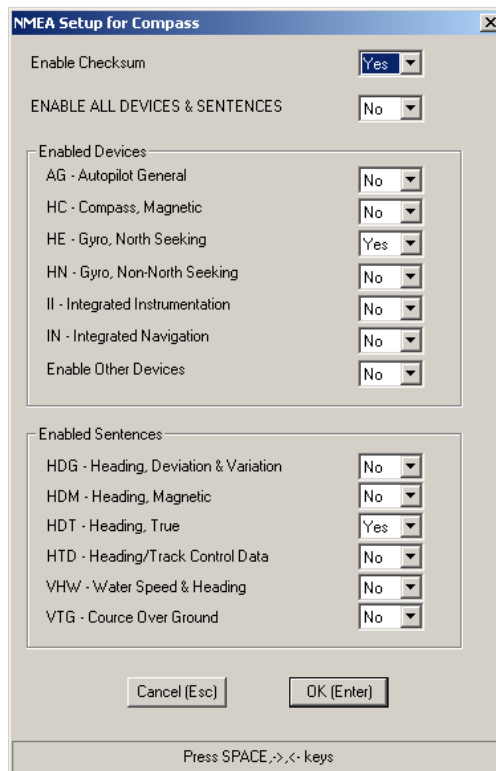 NMEA Setup for Compass
Enable Checksum Yes
ENABLE ALL DEVICES & SENTENCES No
Enabled Devices
AG - Autopilot General No
HC - Compass, Magnetic No
HE - Gyro, North Seeking Yes
HN - Gyro, Non-North Seeking No
II - Integrated Instrumentation No
IN - Integrated Navigation No
Enable Other Devices No
Enabled Sentences
HDG - Heading, Deviation & Variation No
HDM - Heading, Magnetic No
HDT - Heading, True Yes
HTD - Heading/Track Control Data No
VHW - Water Speed & Heading No
VTG - Cource Over Ground No
Cancel (Esc) OK (Enter)
Press SPACE,->,<- keys